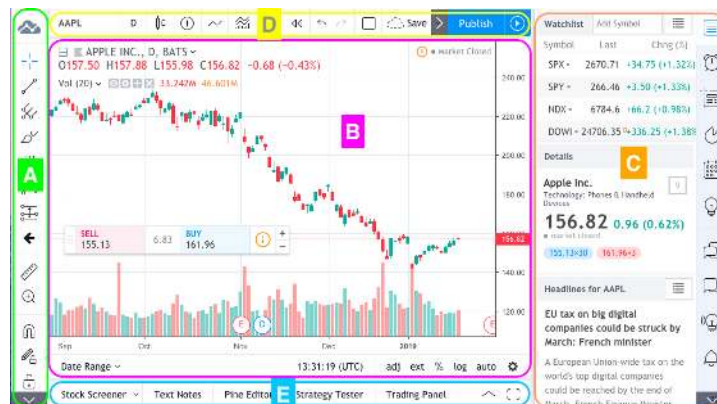 AAPL D Save Publish
D
APPLE INC., D, BATS
O157.50 H157.88 L155.98 C156.82 -0.68 (-0.43%)
Vol (20) 33.242M 46.601M
Market Closed
240.00
220.00
200.00
180.00
160.00
156.82
140.00
120.00
A
B
SELL
155.13
6.83
BUY
161.96
E D E
Sep Oct Nov Dec 2019
Date Range 13:31:19 (UTC) adj ext % log auto
Stock Screener Text Notes Pine Editor Strategy Tester Trading Panel
E
Watchlist Add Symbol
Symbol Last Chng (%)
SPX 2670.71 +34.75 (+1.32%)
SPY 266.46 +3.50 (+1.33%)
NDX 6784.6 +66.2 (+0.98%)
DOWI 24706.35 +336.25 (+1.38%
Details
C
Apple Inc.
Technology: Phones & Handheld
Devices
156.82 0.96 (0.62%)
market closed
155.13×30 161.96×3
Headlines for AAPL
EU tax on big digital
companies could be struck by
March: French minister
A European Union-wide tax on the
world's top digital companies
could be reached by the end of